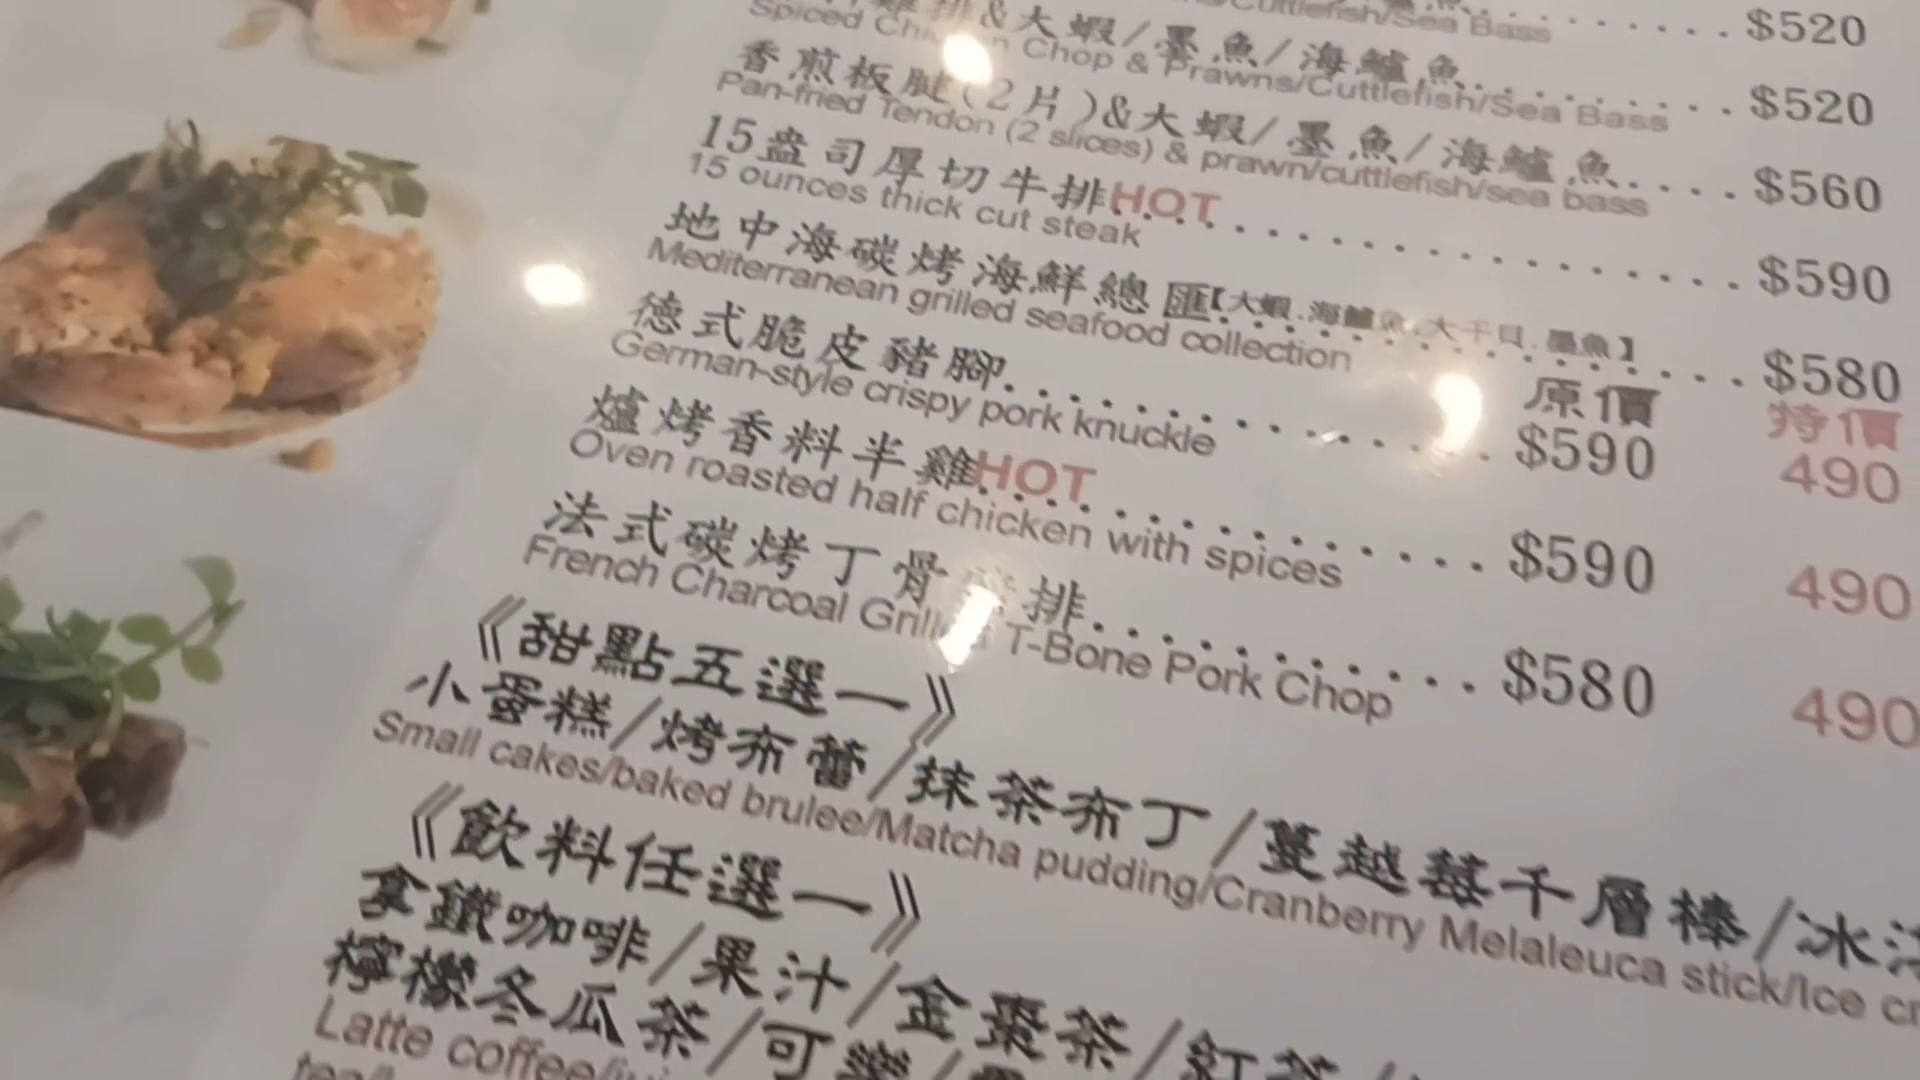 Cuttlefish/Sea Bass ........ $520
雞排&大蝦/墨魚/海鱸魚........ $520
Spiced Chicken Chop & Prawns/Cuttlefish/Sea Bass
香煎板腱(2片)&大蝦/墨魚/海鱸魚..... $560
Pan-fried Tendon (2 slices) & prawn/cuttlefish/sea bass
15盎司厚切牛排HOT................ $590
15 ounces thick cut steak
地中海碳烤海鮮總匯【大蝦.海鱸魚.大干貝.墨魚】....... $580
Mediterranean grilled seafood collection
原價 特價
德式脆皮豬腳............ $590 490
German-style crispy pork knuckle
爐烤香料半雞HOT............ $590 490
Oven roasted half chicken with spices
法式碳烤丁骨排............ $580 490
French Charcoal Grilled T-Bone Pork Chop
《甜點五選一》
小蛋糕/烤布蕾/抹茶布丁/蔓越莓千層棒/冰
Small cakes/baked brulee/Matcha pudding/Cranberry Melaleuca stick/Ice cr
《飲料任選一》
拿鐵咖啡/果汁/金棗茶/紅茶/
檸檬冬瓜茶/可樂/
Latte coffee/